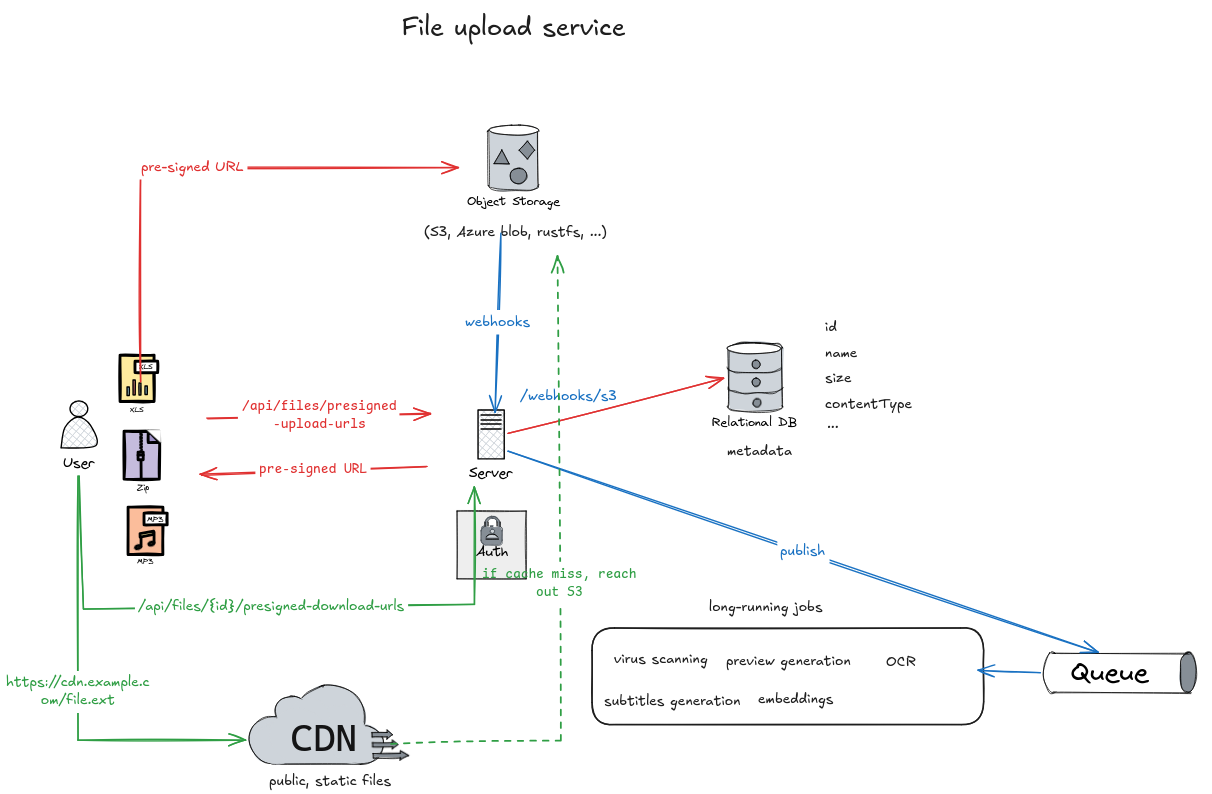 File upload service
pre-signed URL
Object Storage
(S3, Azure blob, rustfs, ...)
webhooks
/webhooks/s3
id
name
size
contentType
...
Relational DB
metadata
XLS
XLS
User
Zip
MP3
MP3
/api/files/presigned
-upload-urls
pre-signed URL
Server
Auth
if cache miss, reach
out S3
/api/files/{id}/presigned-download-urls
publish
long-running jobs
virus scanning
preview generation
OCR
subtitles generation
embeddings
Queue
https://cdn.example.c
om/file.ext
CDN
public, static files